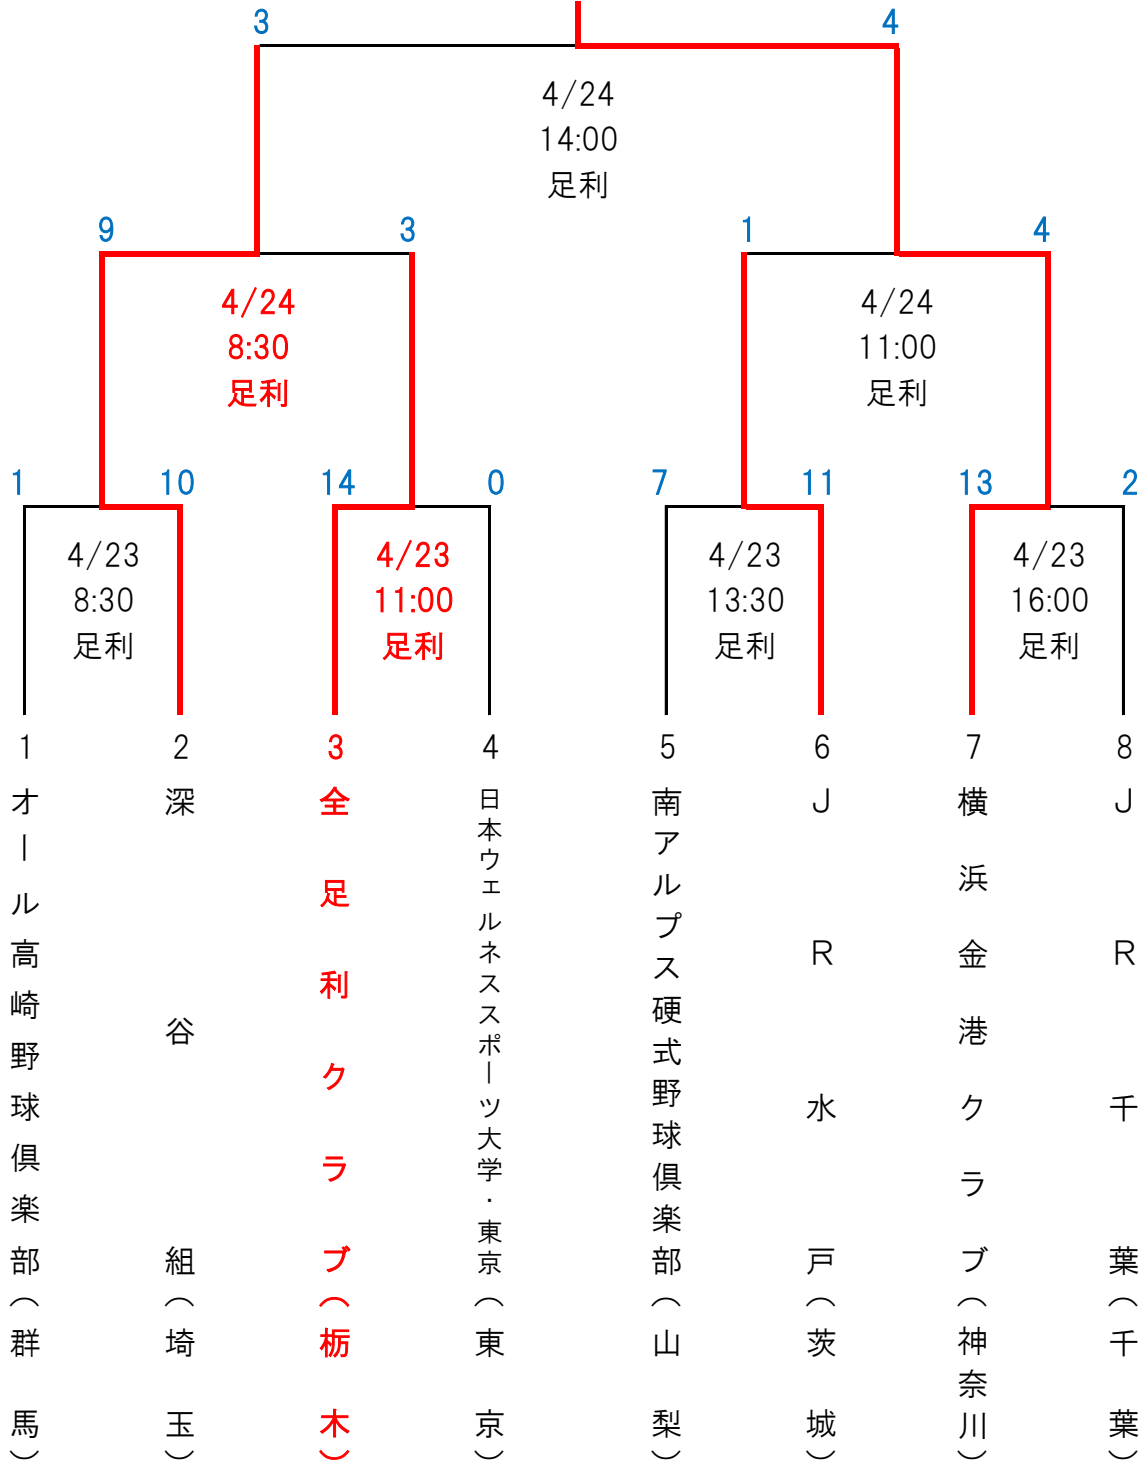 3 4
4/24
14:00
足利
9 3 1 4
4/24
8:30
足利
4/24
11:00
足利
1 10 14 0 7 11 13 2
4/23
8:30
足利
4/23
11:00
足利
4/23
13:30
足利
4/23
16:00
足利
1
オール高崎野球倶楽部(群馬)
2
深谷組(埼玉)
3
全足利クラブ(栃木)
4
日本ウェルネススポーツ大学・東京(東京)
5
南アルプス硬式野球倶楽部(山梨)
6
JR水戸(茨城)
7
横浜金港クラブ(神奈川)
8
JR千葉(千葉)